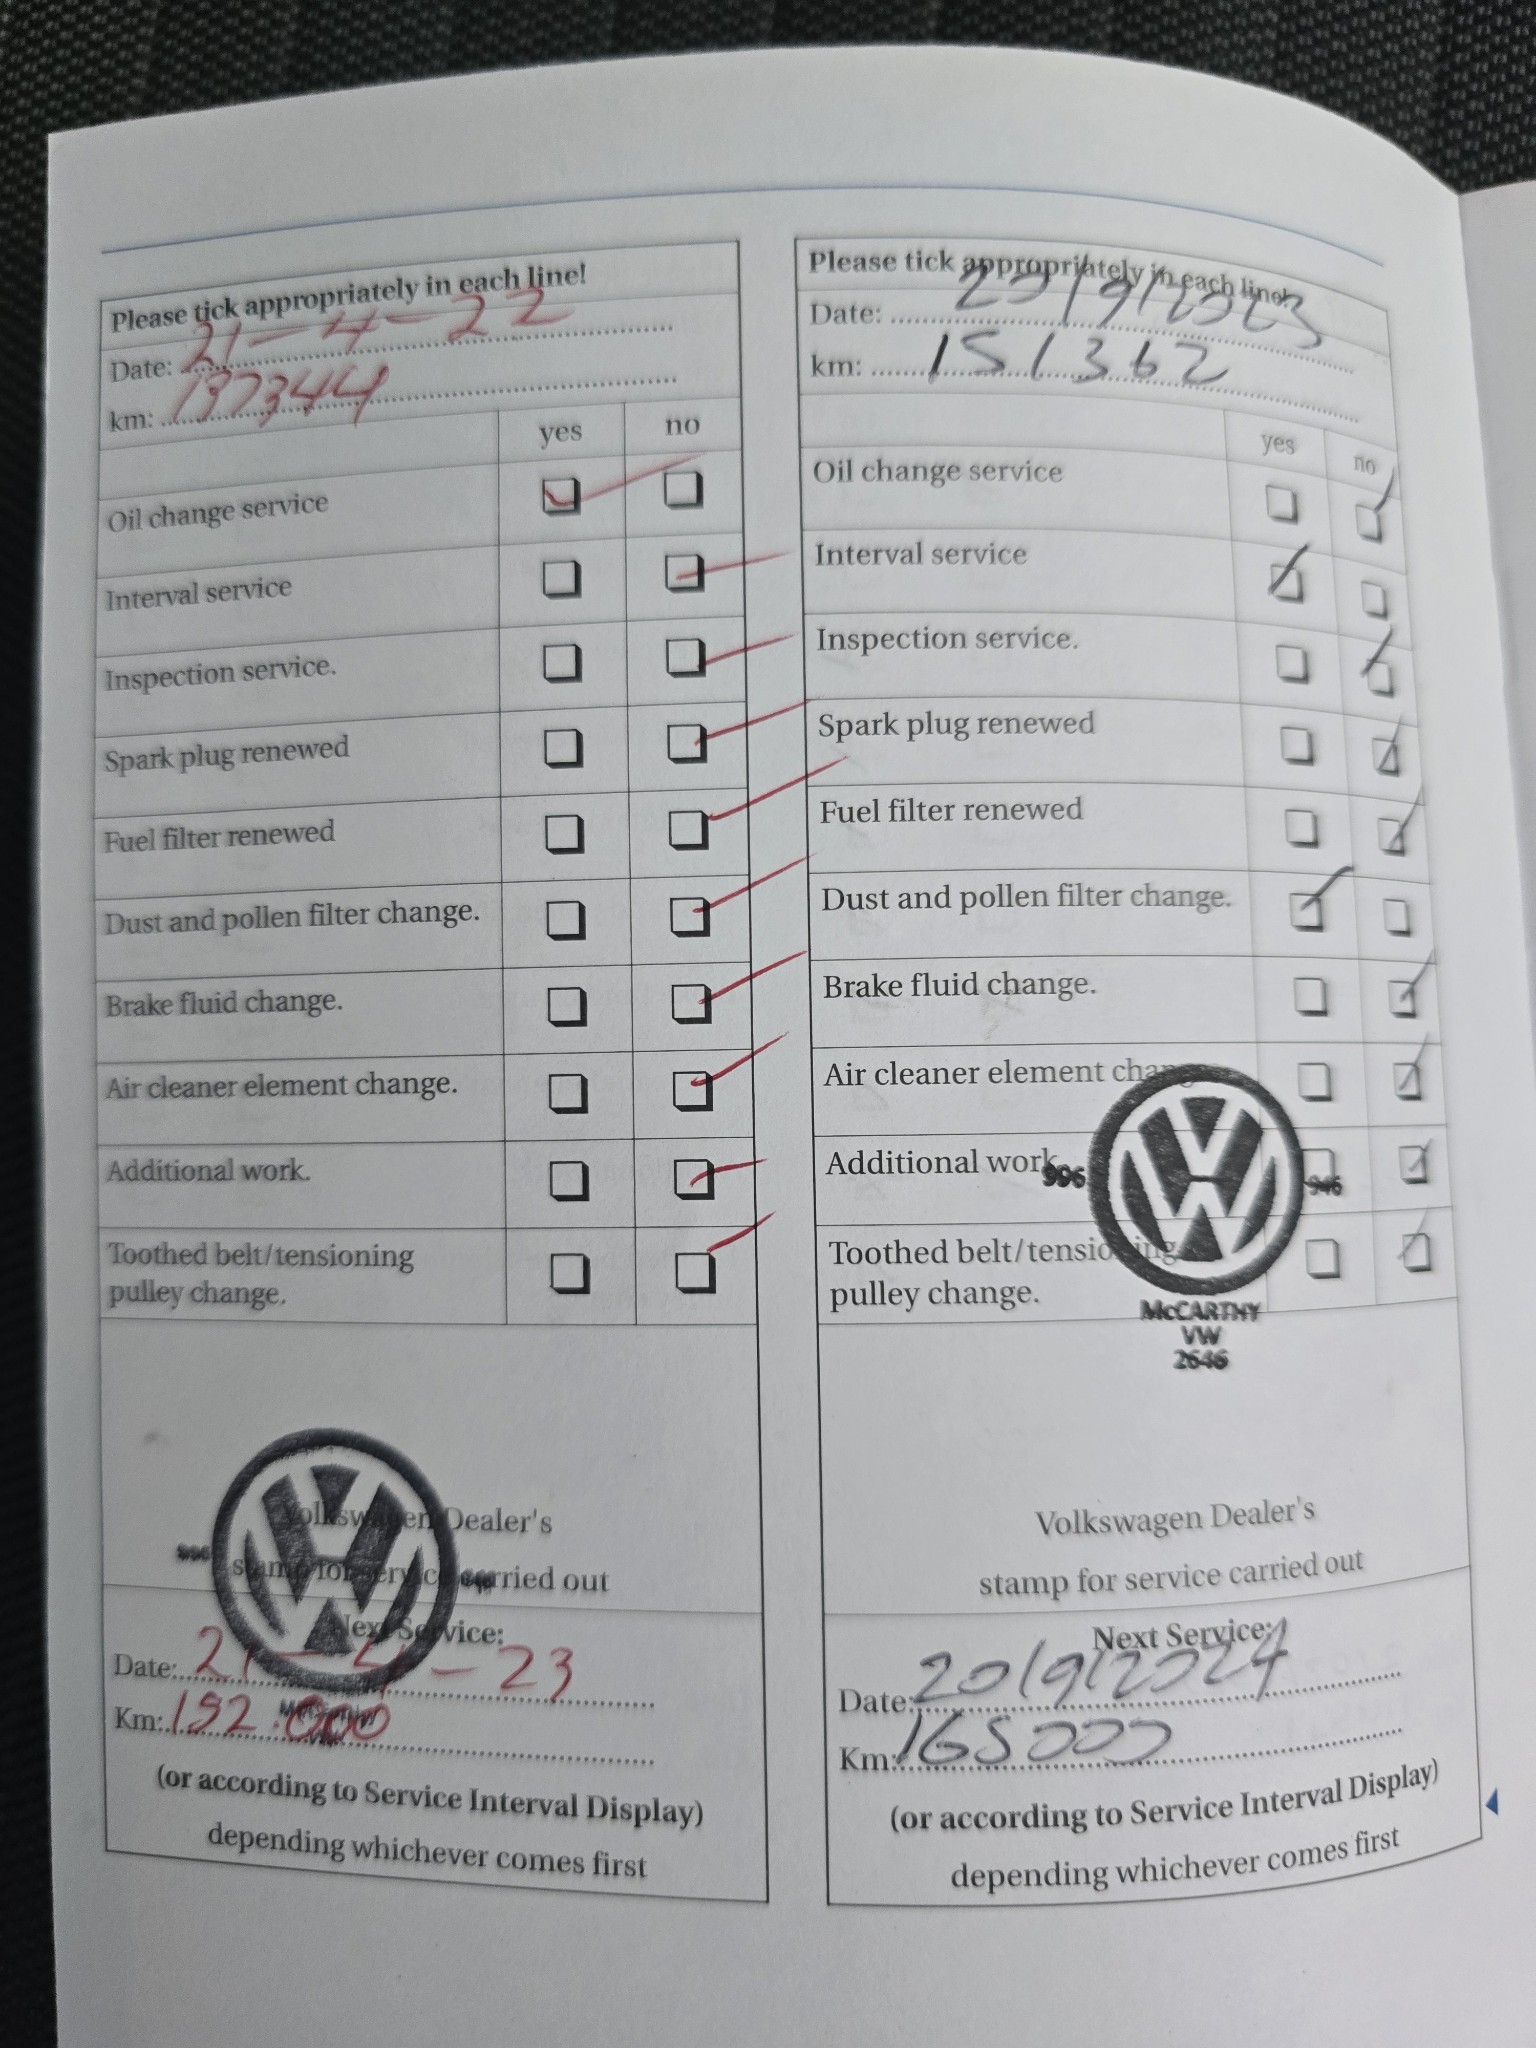 Please tick appropriately in each line!
Date: 21-4-22
km: 137344
yes no
Oil change service
Interval service
Inspection service.
Spark plug renewed
Fuel filter renewed
Dust and pollen filter change.
Brake fluid change.
Air cleaner element change.
Additional work.
Toothed belt/tensioning
pulley change.
Volkswagen Dealer's
stamp for service carried out
Next Service:
Date: 21-4-23
Km: 152.000
(or according to Service Interval Display)
depending whichever comes first
Please tick appropriately in each line!
Date: 20/9/2023
km: 151362
yes no
Oil change service
Interval service
Inspection service.
Spark plug renewed
Fuel filter renewed
Dust and pollen filter change.
Brake fluid change.
Air cleaner element change
Additional work.
Toothed belt/tensioning
pulley change.
McCARTHY
VW
2646
Volkswagen Dealer's
stamp for service carried out
Next Service:
Date: 20/9/2024
Km: 165000
(or according to Service Interval Display)
depending whichever comes first